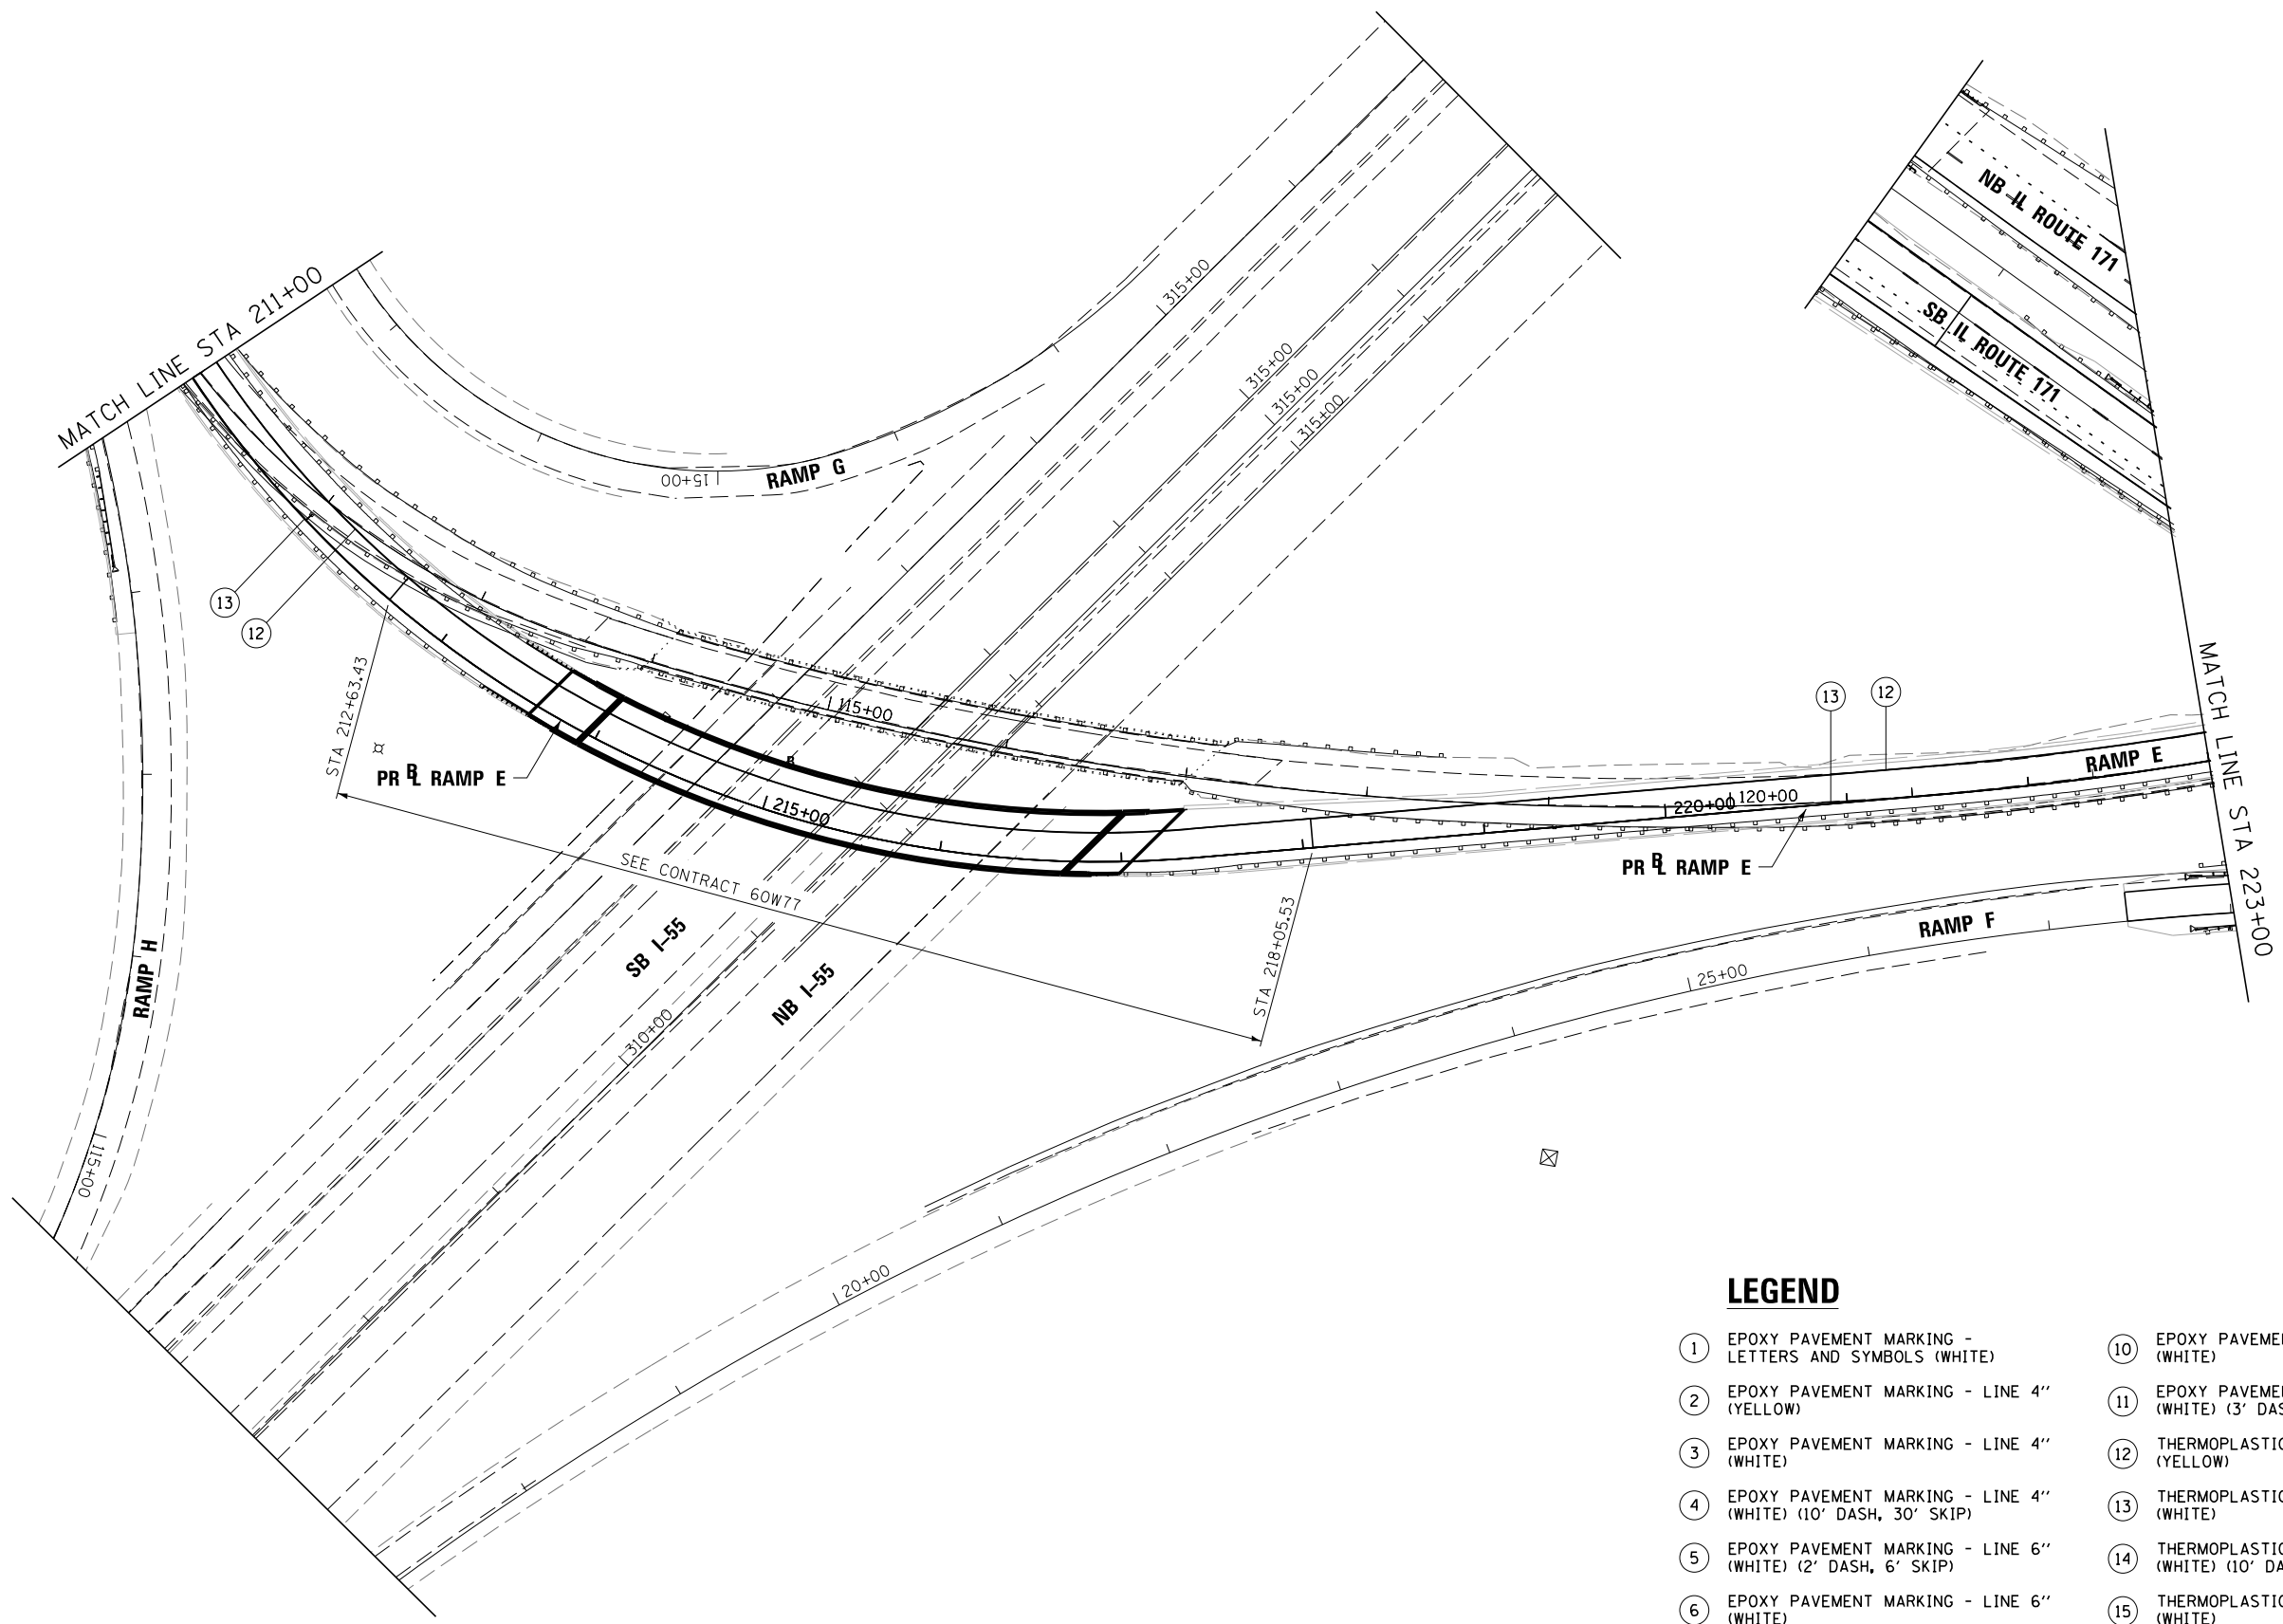 MATCH LINE STA 211+00
NB IL ROUTE 171
SB IL ROUTE 171
315+00
315+00
315+00
315+00
15+00
RAMP G
13
12
STA 212+63.43
PR BL RAMP E
115+00
215+00
SEE CONTRACT 60W77
SB I-55
NB I-55
310+00
STA 218+05.53
13
12
RAMP E
220+00
120+00
PR BL RAMP E
MATCH LINE STA 223+00
RAMP F
25+00
20+00
RAMP H
115+00
LEGEND
1 EPOXY PAVEMENT MARKING -
LETTERS AND SYMBOLS (WHITE)
2 EPOXY PAVEMENT MARKING - LINE 4''
(YELLOW)
3 EPOXY PAVEMENT MARKING - LINE 4''
(WHITE)
4 EPOXY PAVEMENT MARKING - LINE 4''
(WHITE) (10' DASH, 30' SKIP)
5 EPOXY PAVEMENT MARKING - LINE 6''
(WHITE) (2' DASH, 6' SKIP)
6 EPOXY PAVEMENT MARKING - LINE 6''
(WHITE)
10 EPOXY
(WHITE)
11 EPOXY
(WHITE) (3'
12
(YELLOW)
13
(WHITE)
14
(WHITE) (10'
15
(WHITE)